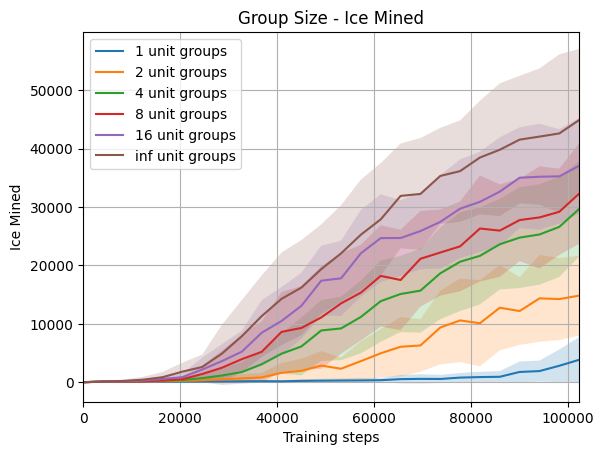 Group Size - Ice Mined
1 unit groups
2 unit groups
4 unit groups
8 unit groups
16 unit groups
inf unit groups
Ice Mined
50000
40000
30000
20000
10000
0
0 20000 40000 60000 80000 100000
Training steps